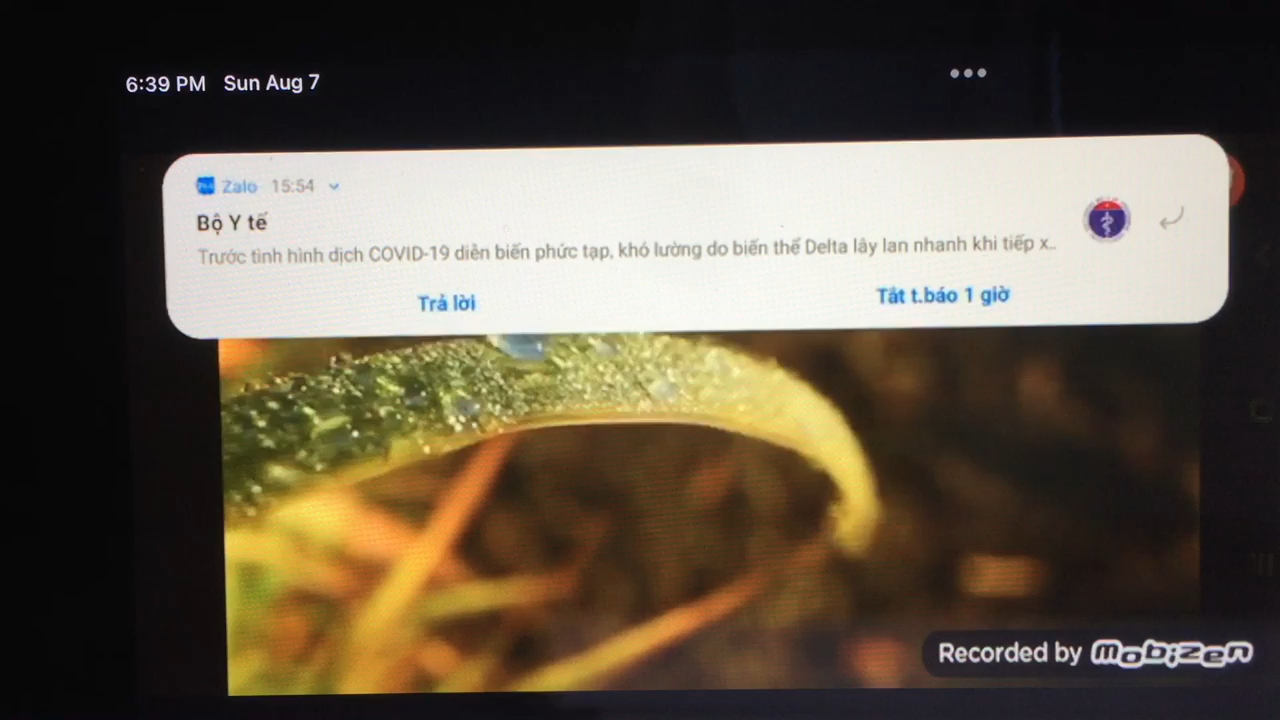 6:39 PM Sun Aug 7
Zalo 15:54
Bộ Y tế
Trước tình hình dịch COVID-19 diễn biến phức tạp, khó lường do biến thể Delta lây lan nhanh khi tiếp x..
Trả lời Tắt t.báo 1 giờ
Recorded by mobizen